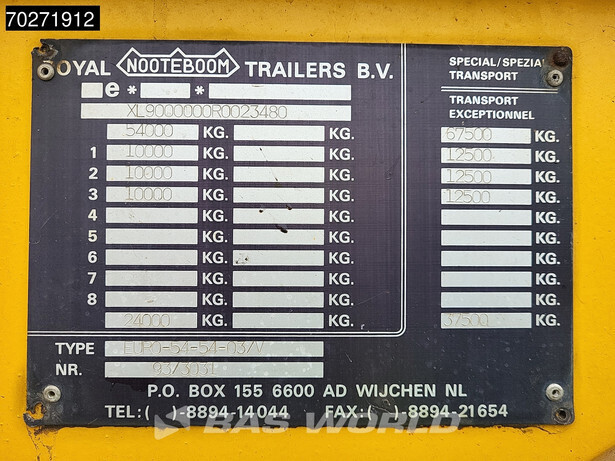 70271912
ROYAL NOOTEBOOM TRAILERS B.V.
SPECIAL/SPEZIAL
TRANSPORT
e* *
XL9000000R0023480
TRANSPORT
EXCEPTIONNEL
54000 KG. KG. 67500 KG.
1 10000 KG. KG. 12500 KG.
2 10000 KG. KG. 12500 KG.
3 10000 KG. KG. 12500 KG.
4 KG. KG. KG.
5 KG. KG. KG.
6 KG. KG. KG.
7 KG. KG. KG.
8 KG. KG. KG.
24000 KG. KG. 37500 KG.
TYPE EURO-54-54-03/V
NR. 93/3031
P.O. BOX 155 6600 AD WIJCHEN NL
TEL:( )-8894-14044 FAX:( )-8894-21654
BAS WORLD